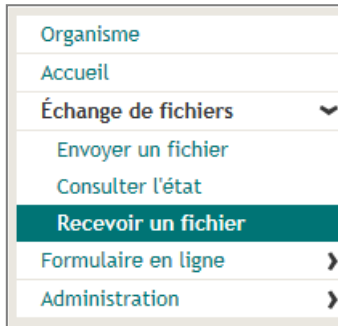 Organisme
Accueil
Échange de fichiers
Envoyer un fichier
Consulter l'état
Recevoir un fichier
Formulaire en ligne
Administration